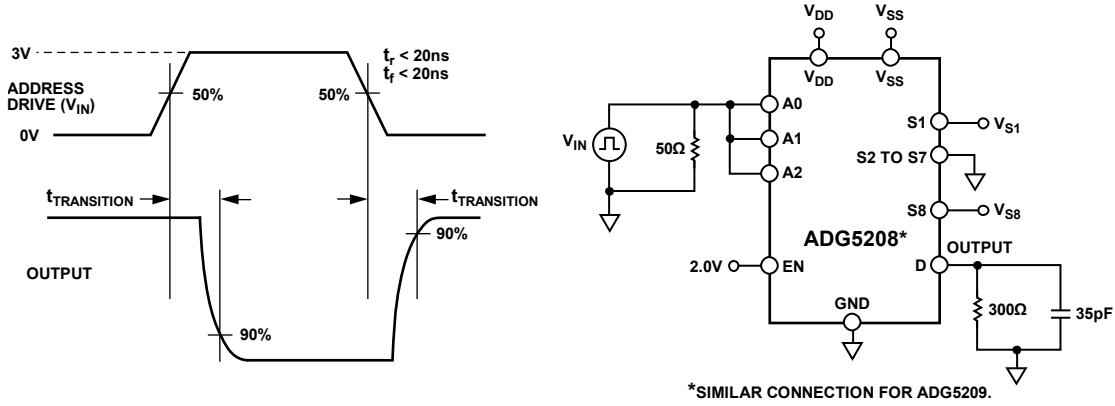 3V
ADDRESS
DRIVE (VIN)
0V
50%
50%
tr < 20ns
tf < 20ns
tTRANSITION
tTRANSITION
OUTPUT
90%
90%
VDD
VSS
VDD
VSS
VIN
50Ω
A0
A1
A2
S1
VS1
S2 TO S7
S8
VS8
ADG5208*
OUTPUT
2.0V
EN
D
GND
300Ω
35pF
*SIMILAR CONNECTION FOR ADG5209.